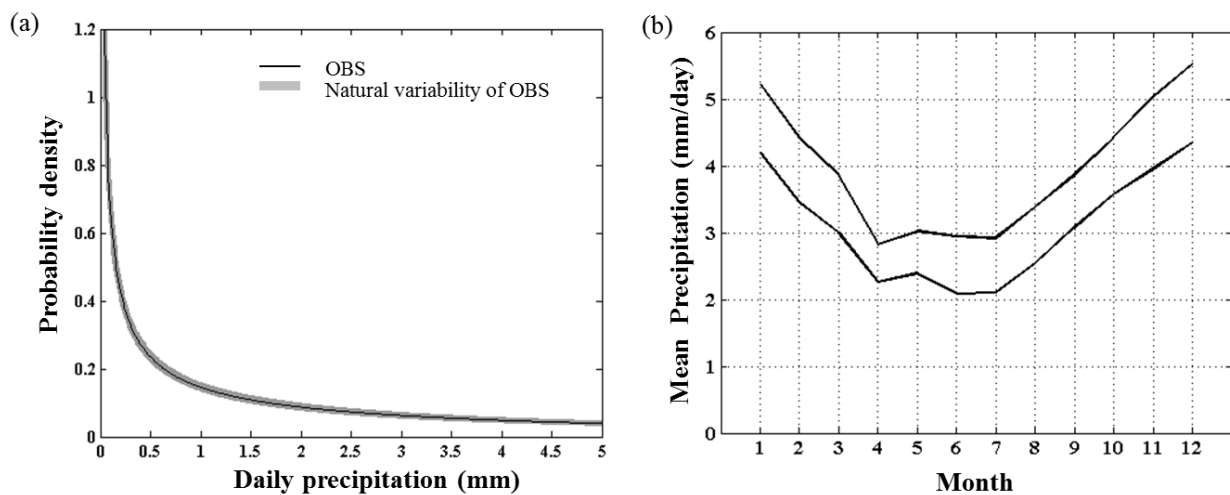 (a)
1.2
1
0.8
0.6
0.4
0.2
0
Probability density
OBS
Natural variability of OBS
0 0.5 1 1.5 2 2.5 3 3.5 4 4.5 5
Daily precipitation (mm)
(b)
6
5
4
3
2
1
0
Mean Precipitation (mm/day)
1 2 3 4 5 6 7 8 9 10 11 12
Month